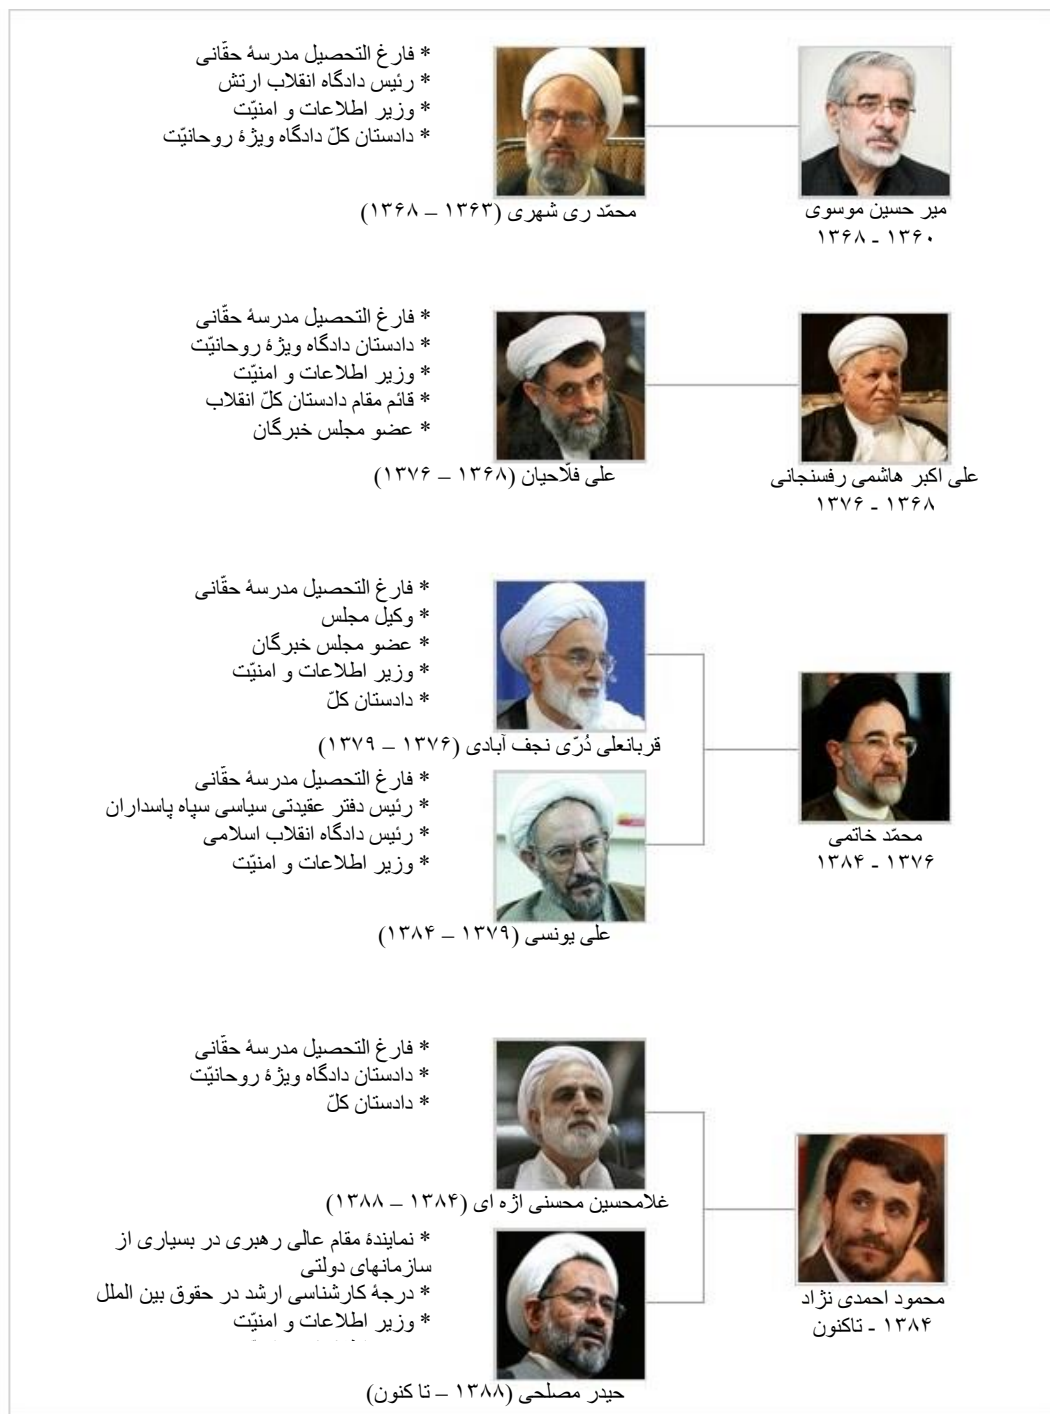 * فارغ التحصیل مدرسهٔ حقّانی
* رئیس دادگاه انقلاب ارتش
* وزیر اطلاعات و امنیّت
* دادستان کلّ دادگاه ویژهٔ روحانیّت
میر حسین موسوی
۱۳۶۰ - ۱۳۶۸
محمّد ری شهری (۱۳۶۳ – ۱۳۶۸)
* فارغ التحصیل مدرسهٔ حقّانی
* دادستان دادگاه ویژهٔ روحانیّت
* وزیر اطلاعات و امنیّت
* قائم مقام دادستان کلّ انقلاب
* عضو مجلس خبرگان
علی اکبر هاشمی رفسنجانی
۱۳۶۸ - ۱۳۷۶
علی فلّاحیان (۱۳۶۸ – ۱۳۷۶)
* فارغ التحصیل مدرسهٔ حقّانی
* وکیل مجلس
* عضو مجلس خبرگان
* وزیر اطلاعات و امنیّت
* دادستان کلّ
قربانعلی دُرّی نجف آبادی (۱۳۷۶ – ۱۳۷۹)
* فارغ التحصیل مدرسهٔ حقّانی
* رئیس دفتر عقیدتی سیاسی سپاه پاسداران
* رئیس دادگاه انقلاب اسلامی
* وزیر اطلاعات و امنیّت
محمّد خاتمی
۱۳۷۶ - ۱۳۸۴
علی یونسی (۱۳۷۹ – ۱۳۸۴)
* فارغ التحصیل مدرسهٔ حقّانی
* دادستان دادگاه ویژهٔ روحانیّت
* دادستان کلّ
غلامحسین محسنی اژه ای (۱۳۸۴ – ۱۳۸۸)
* نمایندهٔ مقام عالی رهبری در بسیاری از
سازمانهای دولتی
* درجهٔ کارشناسی ارشد در حقوق بین الملل
* وزیر اطلاعات و امنیّت
محمود احمدی نژاد
۱۳۸۴ - تاکنون
حیدر مصلحی (۱۳۸۸ – تا کنون)